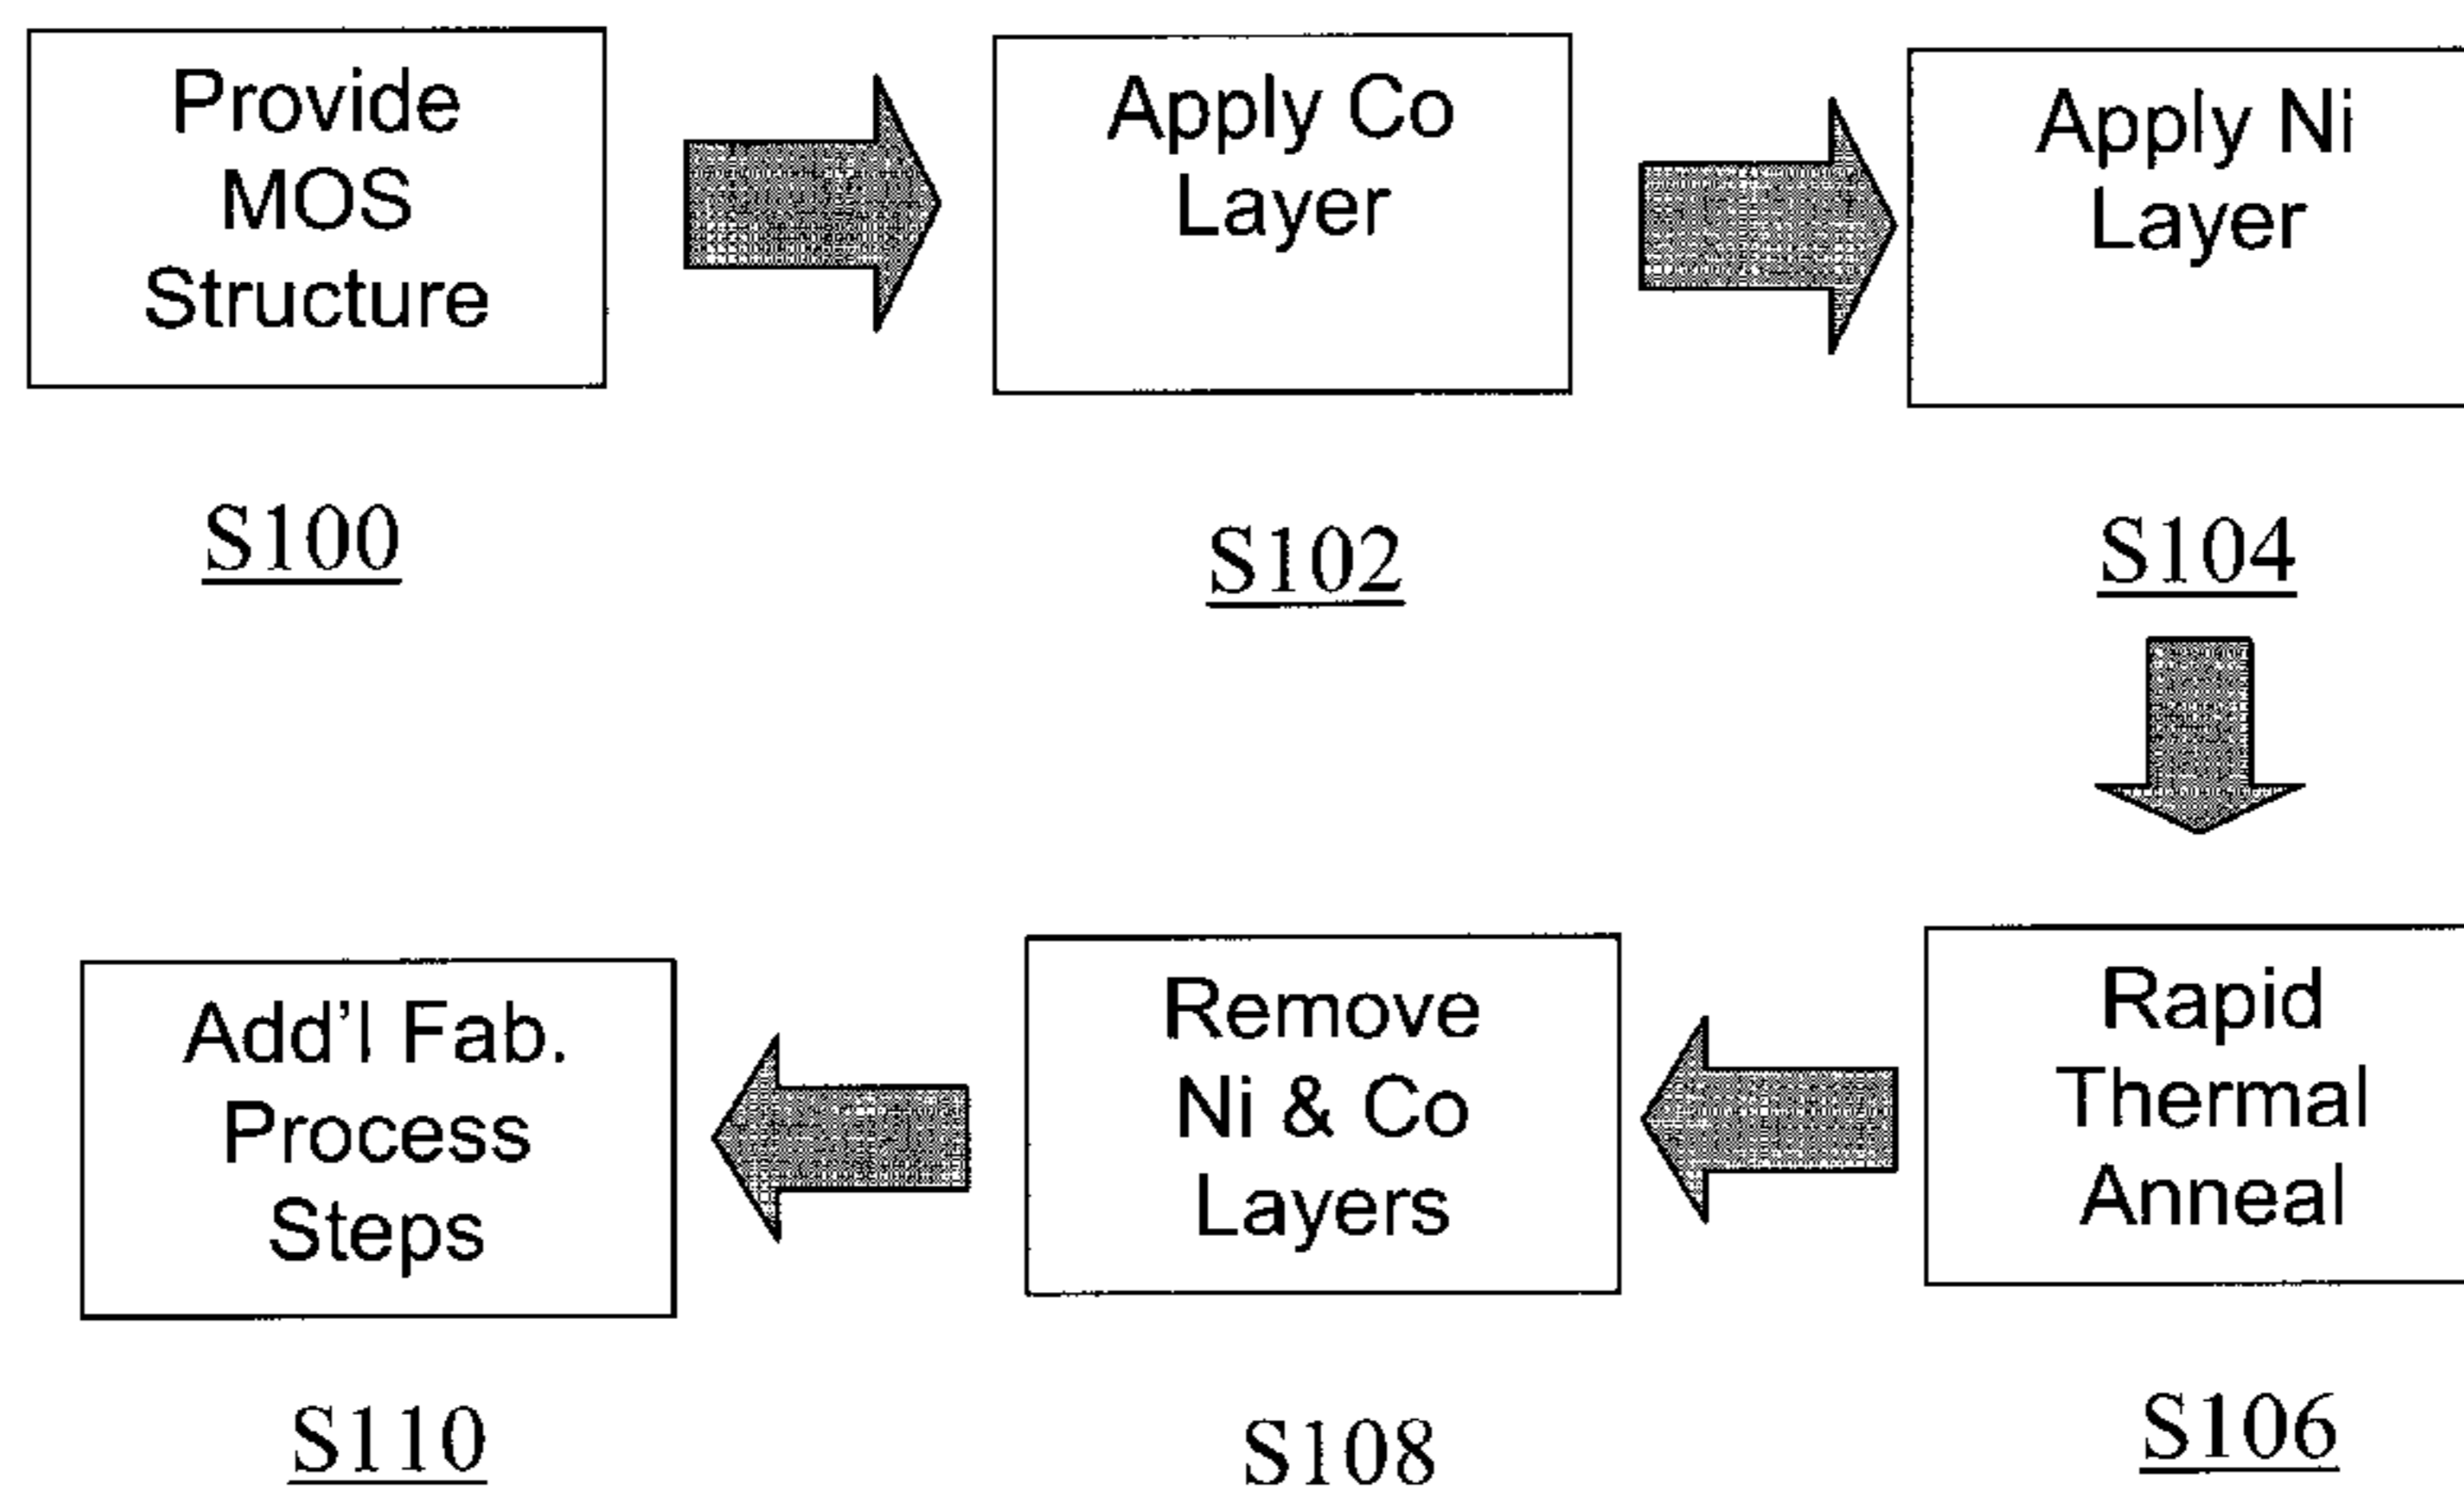 Provide
MOS
Structure
S100
Apply Co
Layer
S102
Apply Ni
Layer
S104
Rapid
Thermal
Anneal
S106
Remove
Ni & Co
Layers
S108
Add’l Fab.
Process
Steps
S110